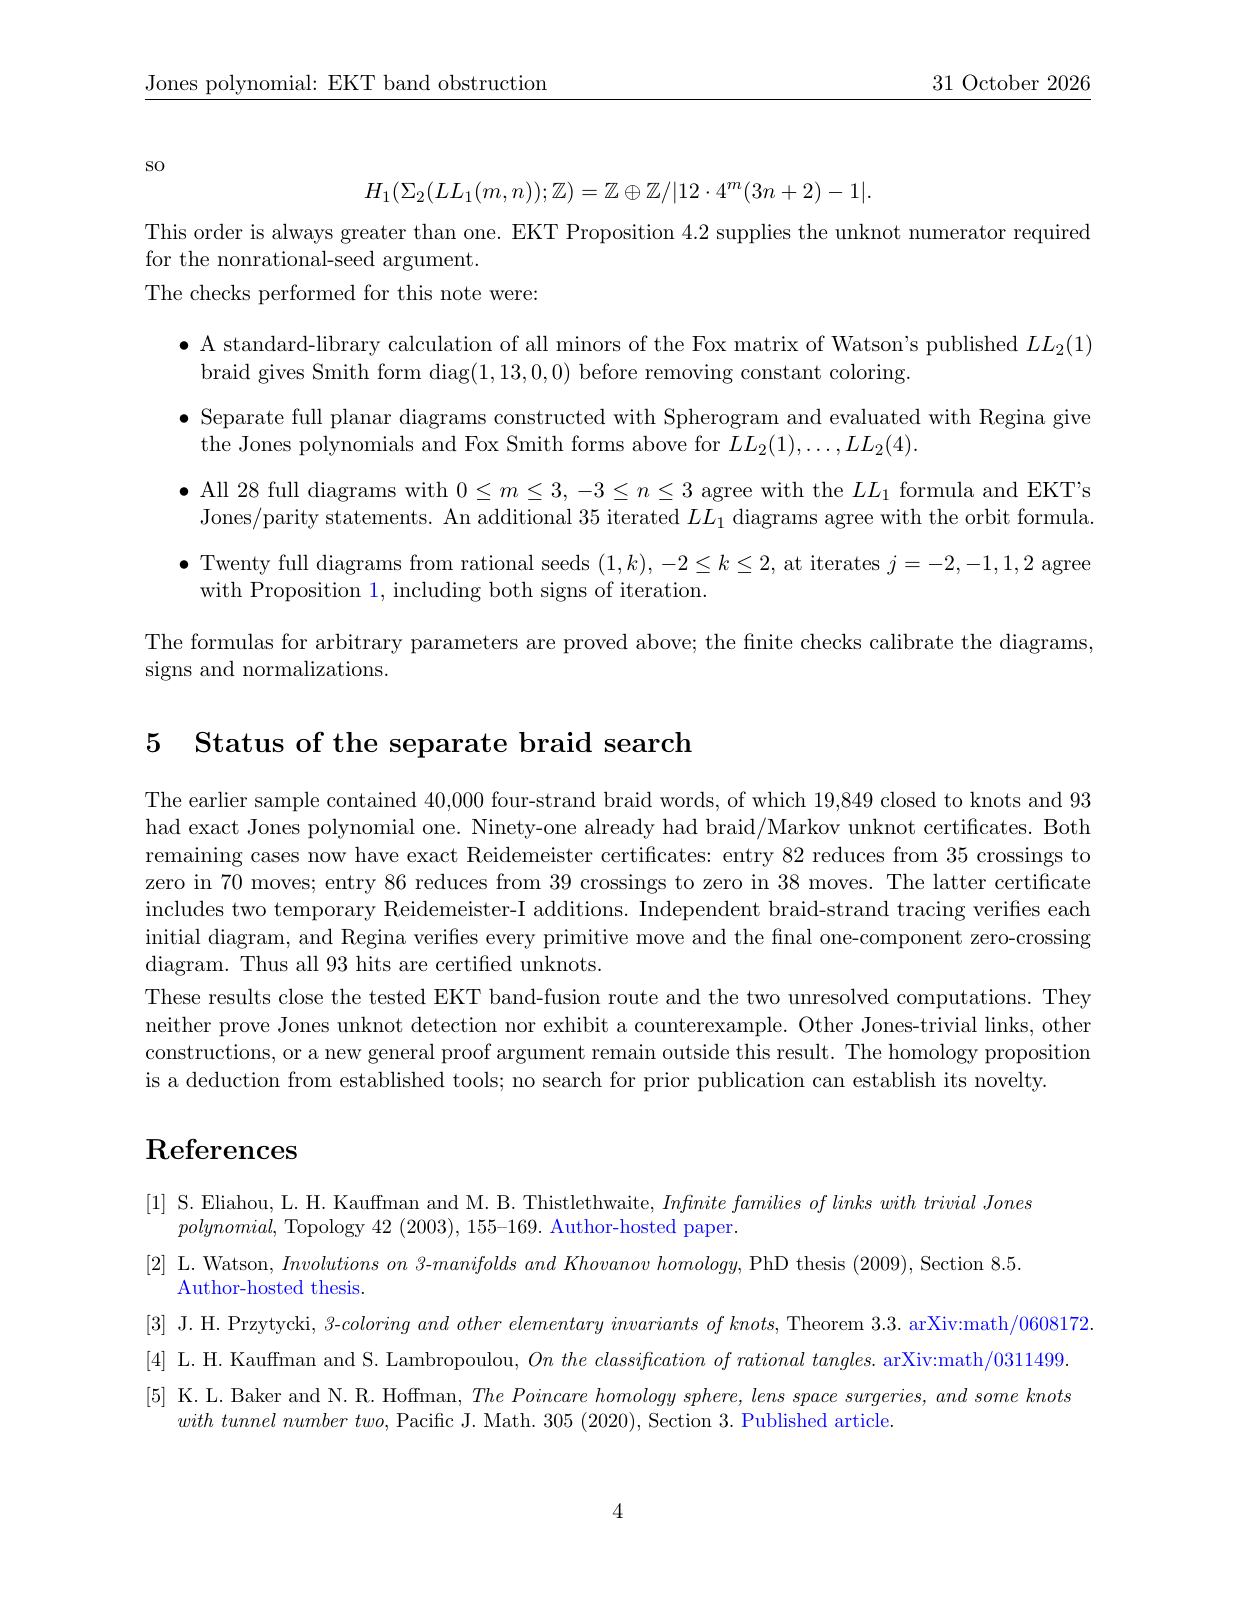 Jones polynomial: EKT band obstruction 31 October 2026
so
H₁(Σ₂(LL₁(m, n)); ℤ) = ℤ ⊕ ℤ/|12 · 4ᵐ(3n + 2) − 1|.
This order is always greater than one. EKT Proposition 4.2 supplies the unknot numerator required
for the nonrational-seed argument.
The checks performed for this note were:
• A standard-library calculation of all minors of the Fox matrix of Watson's published LL₂(1)
braid gives Smith form diag(1, 13, 0, 0) before removing constant coloring.
• Separate full planar diagrams constructed with Spherogram and evaluated with Regina give
the Jones polynomials and Fox Smith forms above for LL₂(1), . . . , LL₂(4).
• All 28 full diagrams with 0 ≤ m ≤ 3, −3 ≤ n ≤ 3 agree with the LL₁ formula and EKT's
Jones/parity statements. An additional 35 iterated LL₁ diagrams agree with the orbit formula.
• Twenty full diagrams from rational seeds (1, k), −2 ≤ k ≤ 2, at iterates j = −2, −1, 1, 2 agree
with Proposition 1, including both signs of iteration.
The formulas for arbitrary parameters are proved above; the finite checks calibrate the diagrams,
signs and normalizations.
5 Status of the separate braid search
The earlier sample contained 40,000 four-strand braid words, of which 19,849 closed to knots and 93
had exact Jones polynomial one. Ninety-one already had braid/Markov unknot certificates. Both
remaining cases now have exact Reidemeister certificates: entry 82 reduces from 35 crossings to
zero in 70 moves; entry 86 reduces from 39 crossings to zero in 38 moves. The latter certificate
includes two temporary Reidemeister-I additions. Independent braid-strand tracing verifies each
initial diagram, and Regina verifies every primitive move and the final one-component zero-crossing
diagram. Thus all 93 hits are certified unknots.
These results close the tested EKT band-fusion route and the two unresolved computations. They
neither prove Jones unknot detection nor exhibit a counterexample. Other Jones-trivial links, other
constructions, or a new general proof argument remain outside this result. The homology proposition
is a deduction from established tools; no search for prior publication can establish its novelty.
References
[1] S. Eliahou, L. H. Kauffman and M. B. Thistlethwaite, Infinite families of links with trivial Jones
polynomial, Topology 42 (2003), 155–169. Author-hosted paper.
[2] L. Watson, Involutions on 3-manifolds and Khovanov homology, PhD thesis (2009), Section 8.5.
Author-hosted thesis.
[3] J. H. Przytycki, 3-coloring and other elementary invariants of knots, Theorem 3.3. arXiv:math/0608172.
[4] L. H. Kauffman and S. Lambropoulou, On the classification of rational tangles. arXiv:math/0311499.
[5] K. L. Baker and N. R. Hoffman, The Poincare homology sphere, lens space surgeries, and some knots
with tunnel number two, Pacific J. Math. 305 (2020), Section 3. Published article.
4